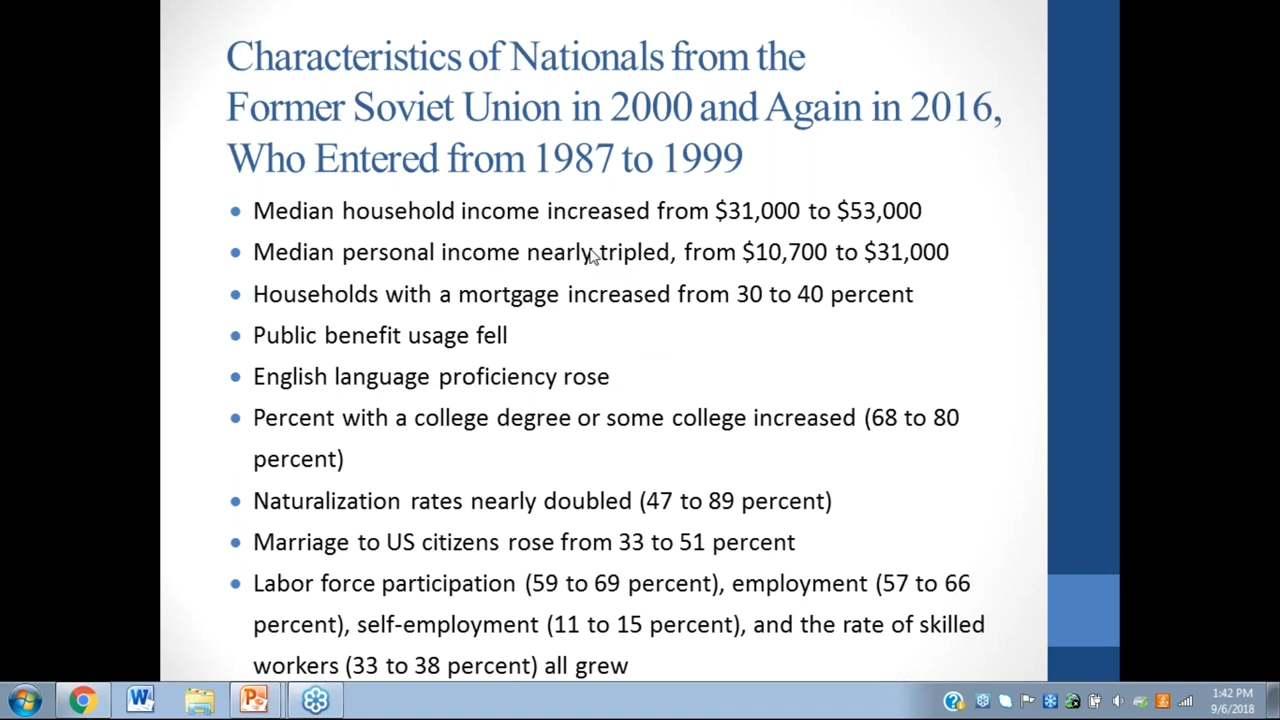 Characteristics of Nationals from the
Former Soviet Union in 2000 and Again in 2016,
Who Entered from 1987 to 1999
• Median household income increased from $31,000 to $53,000
• Median personal income nearly tripled, from $10,700 to $31,000
• Households with a mortgage increased from 30 to 40 percent
• Public benefit usage fell
• English language proficiency rose
• Percent with a college degree or some college increased (68 to 80
percent)
• Naturalization rates nearly doubled (47 to 89 percent)
• Marriage to US citizens rose from 33 to 51 percent
• Labor force participation (59 to 69 percent), employment (57 to 66
percent), self-employment (11 to 15 percent), and the rate of skilled
workers (33 to 38 percent) all grew
1:42 PM
9/6/2018